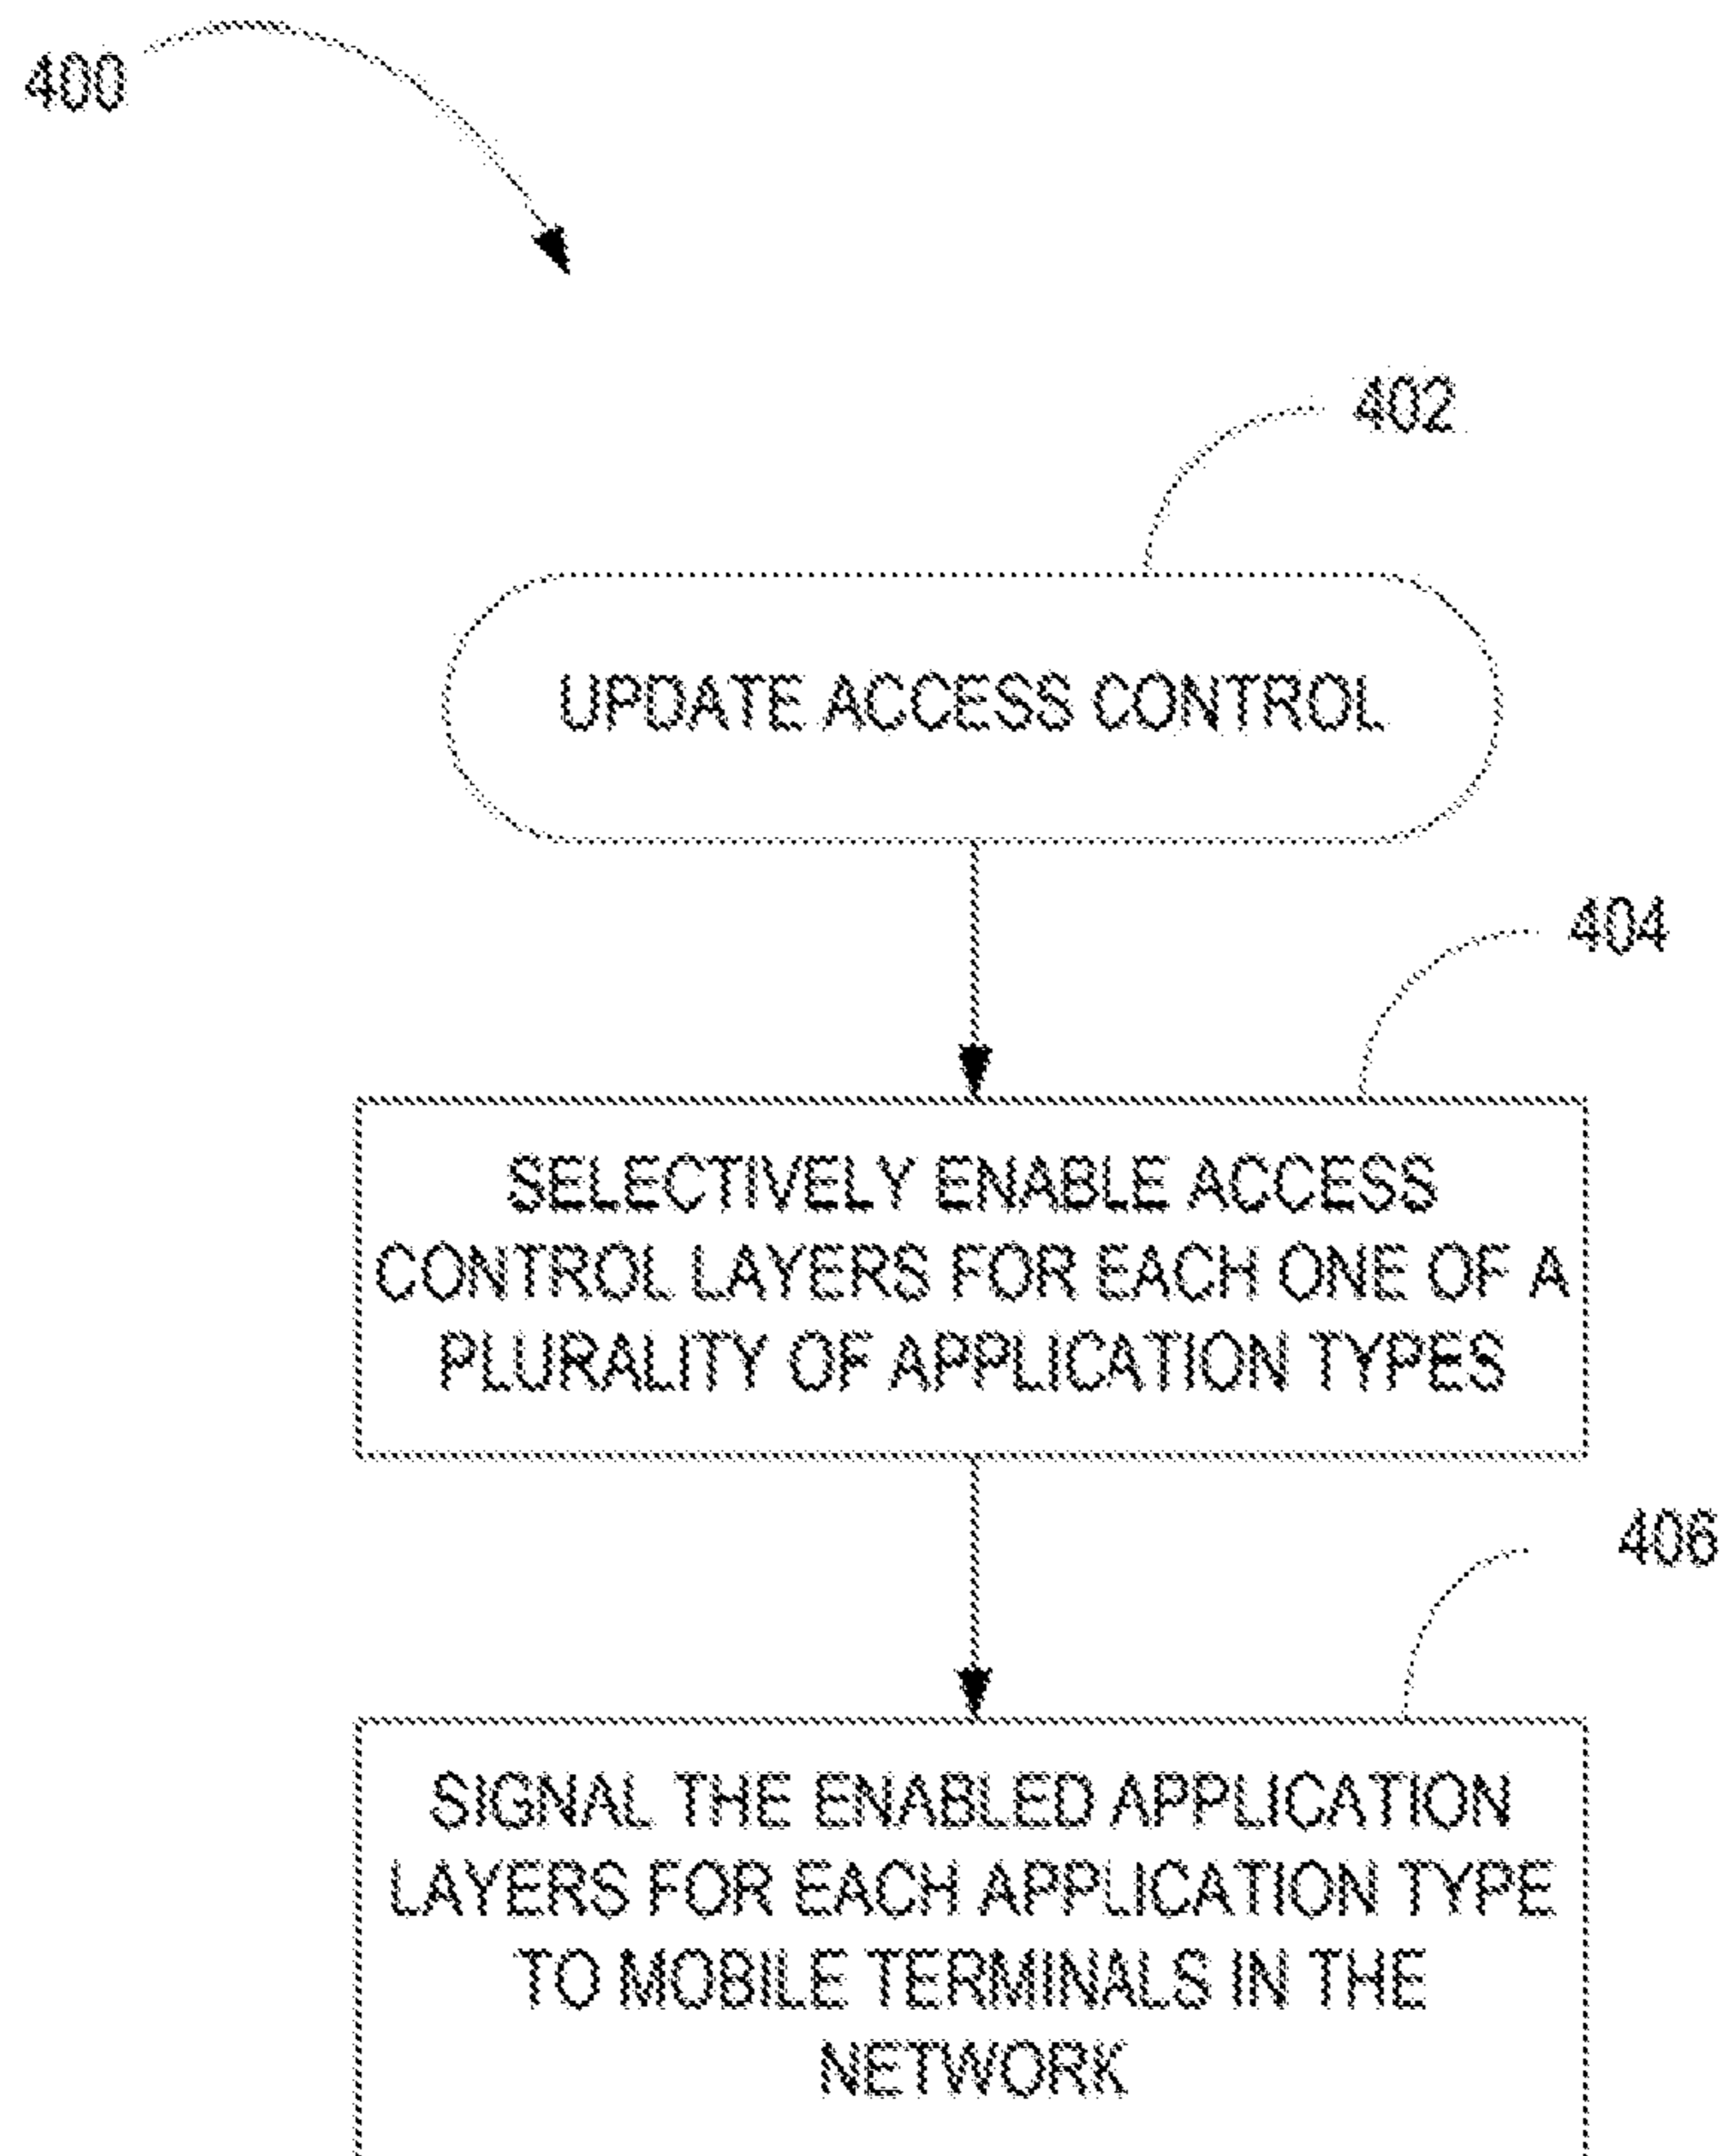 400
402
UPDATE ACCESS CONTROL
404
SELECTIVELY ENABLE ACCESS
CONTROL LAYERS FOR EACH ONE OF A
PLURALITY OF APPLICATION TYPES
406
SIGNAL THE ENABLED APPLICATION
LAYERS FOR EACH APPLICATION TYPE
TO MOBILE TERMINALS IN THE
NETWORK